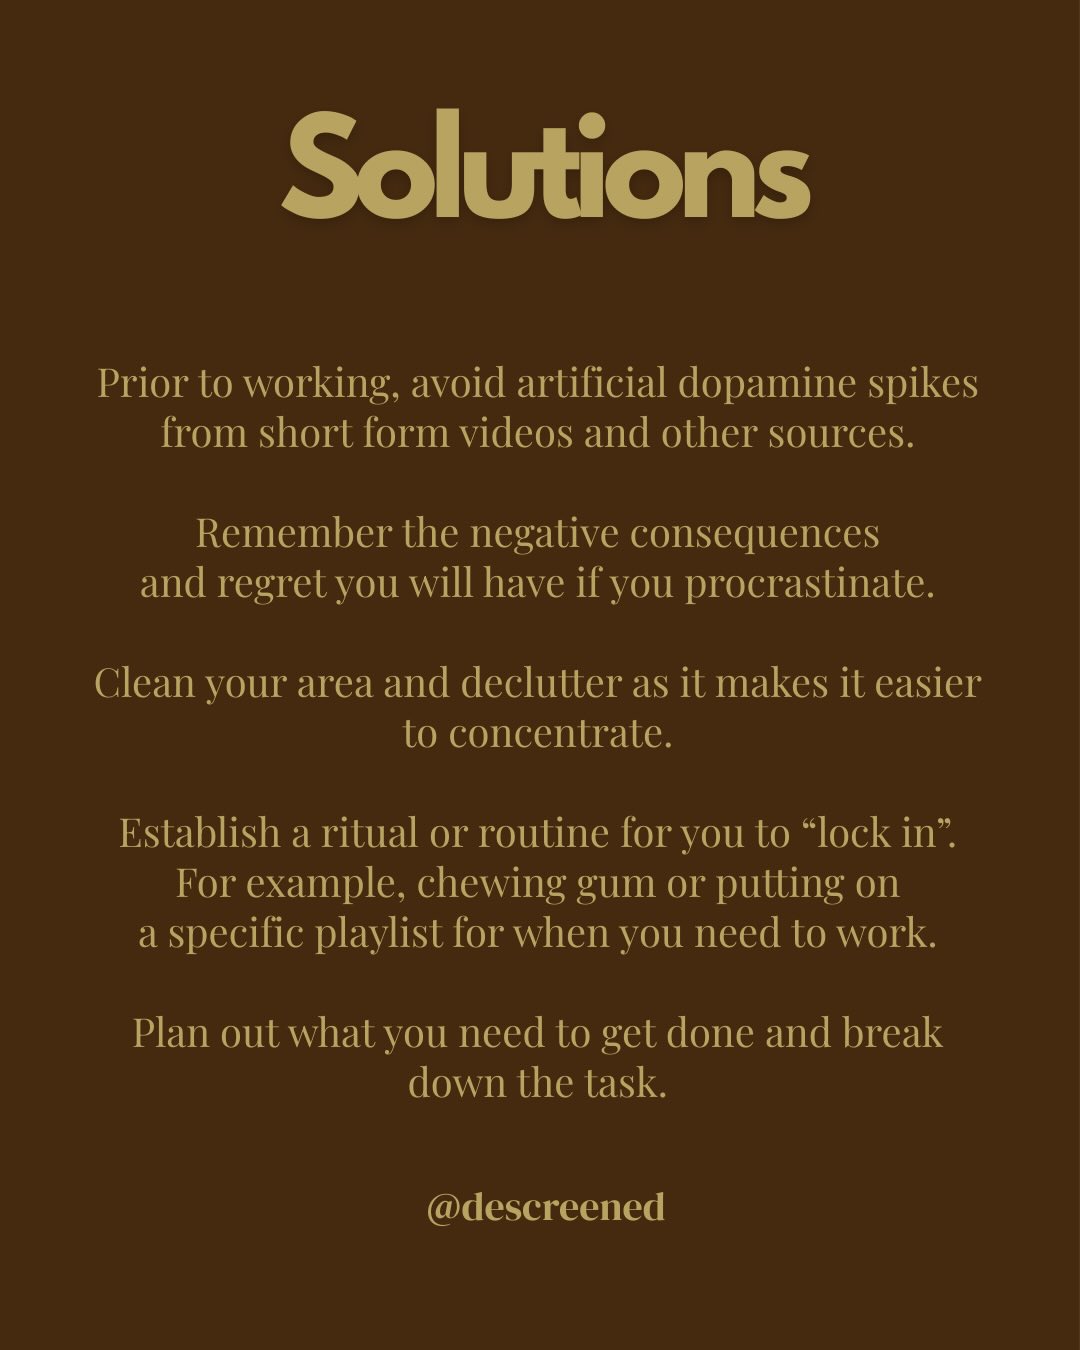 Solutions
Prior to working, avoid artificial dopamine spikes
from short form videos and other sources.
Remember the negative consequences
and regret you will have if you procrastinate.
Clean your area and declutter as it makes it easier
to concentrate.
Establish a ritual or routine for you to “lock in”.
For example, chewing gum or putting on
a specific playlist for when you need to work.
Plan out what you need to get done and break
down the task.
@descreened